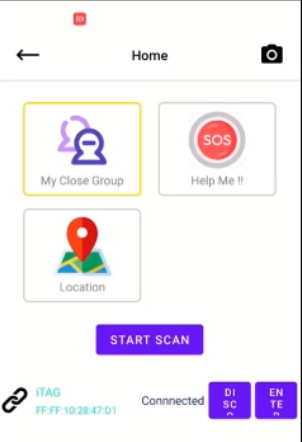 Home
SOS
My Close Group
Help Me !!
Location
START SCAN
iTAG
FF:FF:10:28:47:D1
Connnected
DI
SC
EN
TE